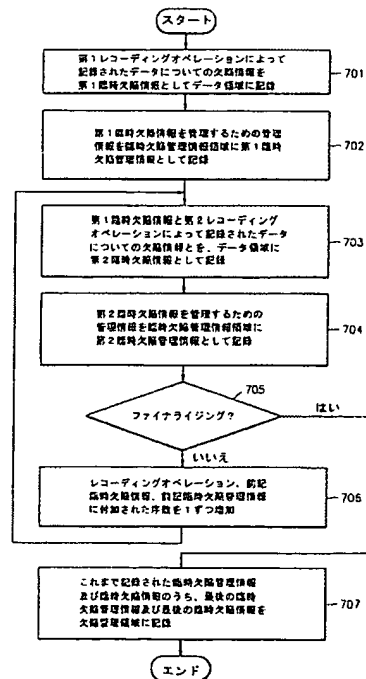 スタート
第1レコーディングオペレーションによって
記録されたデータについての欠陥情報を
第1臨時欠陥情報としてデータ領域に記録
701
第1臨時欠陥情報を管理するための管理
情報を臨時欠陥管理情報領域に第1臨時
欠陥管理情報として記録
702
第1臨時欠陥情報と第2レコーディング
オペレーションによって記録されたデータ
についての欠陥情報とを、データ領域に
第2臨時欠陥情報として記録
703
第2臨時欠陥情報を管理するための
管理情報を臨時欠陥管理情報領域に
第2臨時欠陥管理情報として記録
704
705
ファイナライジング?
はい
いいえ
レコーディングオペレーション、前記
臨時欠陥情報、前記臨時欠陥管理情報
に付加された序数を1ずつ増加
706
これまで記録された臨時欠陥管理情報
及び臨時欠陥情報のうち、最後の臨時
欠陥管理情報及び最後の臨時欠陥情報を
欠陥管理領域に記録
707
エンド